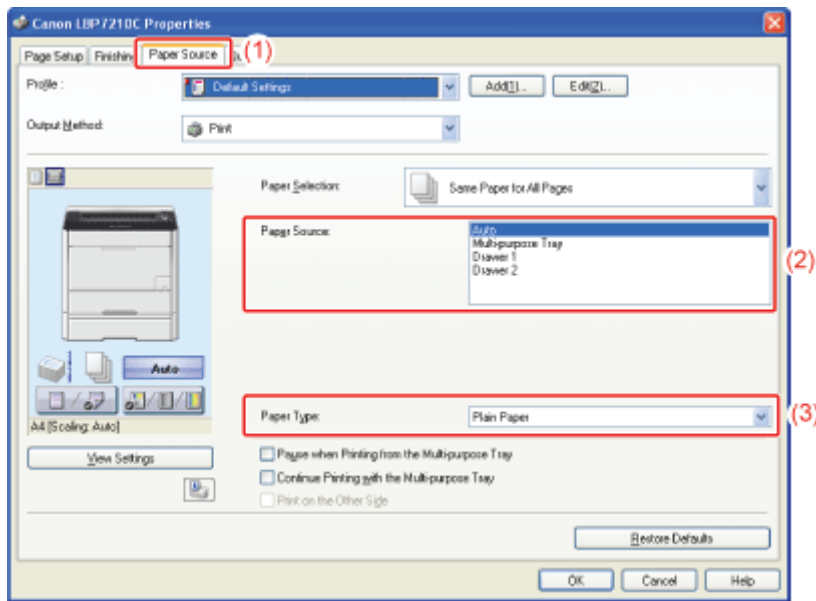 Canon LBP7210C Properties
Page Setup Finishin Paper Source (1)
Profile : Default Settings Add(1)... Edit(2)...
Output Method: Print
Paper Selection: Same Paper for All Pages
Paper Source: Auto
Multi-purpose Tray
Drawer 1
Drawer 2
(2)
Auto
Paper Type: Plain Paper (3)
A4 [Scaling: Auto]
View Settings
Pause when Printing from the Multi-purpose Tray
Continue Printing with the Multi-purpose Tray
Print on the Other Side
Restore Defaults
OK Cancel Help